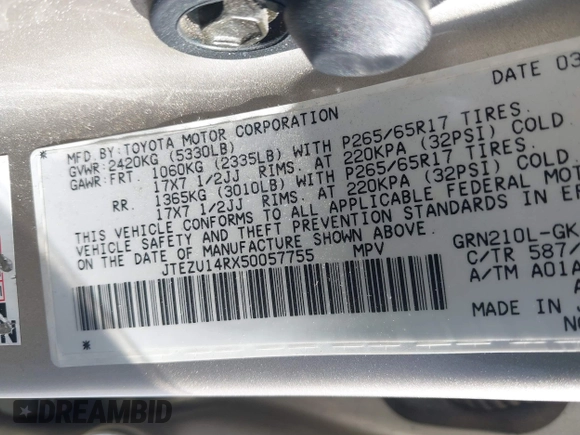 DATE 03
MFD.BY:TOYOTA MOTOR CORPORATION
GVWR:2420KG (5330LB)
GAWR:FRT. 1060KG (2335LB) WITH P265/65R17 TIRES.
17X7 1/2JJ RIMS. AT 220KPA (32PSI) COLD
RR. 1365KG (3010LB) WITH P265/65R17 TIRES.
17X7 1/2JJ RIMS. AT 220KPA (32PSI) COLD
THIS VEHICLE CONFORMS TO ALL APPLICABLE FEDERAL MOT
VEHICLE SAFETY AND THEFT PREVENTION STANDARDS IN E
ON THE DATE OF MANUFACTURE SHOWN ABOVE.
JTEZU14RX50057755 MPV
GRN210L-GK
C/TR 587/
A/TM A01A
MADE IN J
DREAMBID